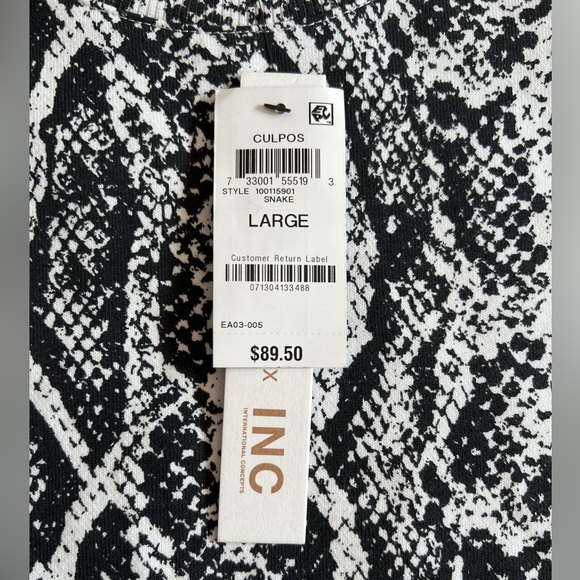 CULPOS
7 33001 55519 3
STYLE 100115901
SNAKE
LARGE
Customer Return Label
071304133488
EA03-005
$89.50
X
INC
INTERNATIONAL CONCEPTS